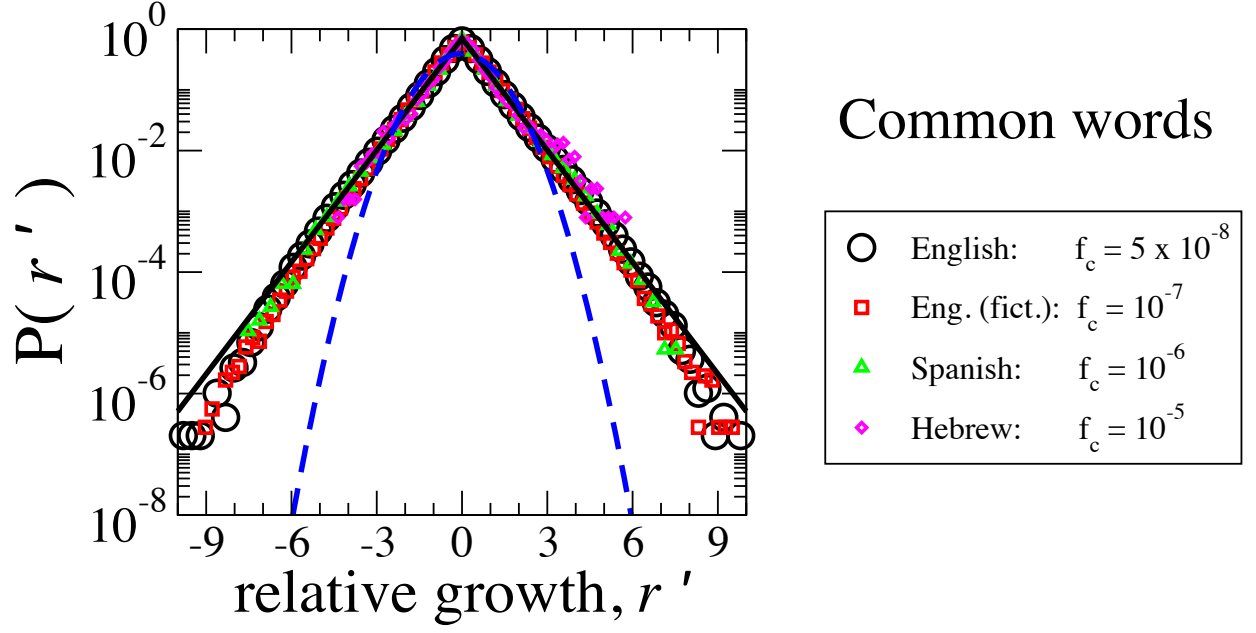 10^0
10^-2
10^-4
10^-6
10^-8
P( r ′ )
-9 -6 -3 0 3 6 9
relative growth, r ′
Common words
English: f_c = 5 x 10^-8
Eng. (fict.): f_c = 10^-7
Spanish: f_c = 10^-6
Hebrew: f_c = 10^-5